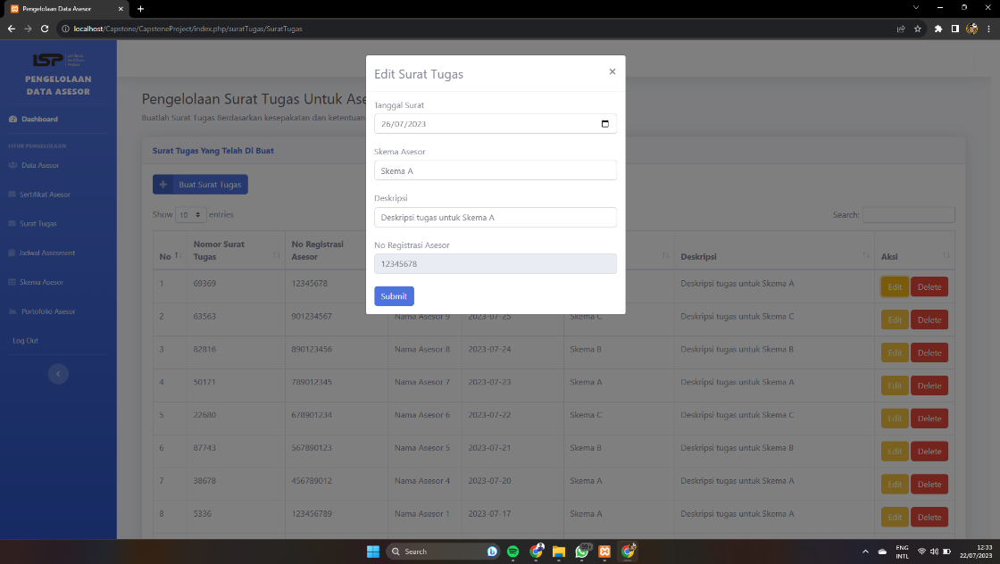 Pengelolaan Data Asesor
localhost/Capstone/CapstoneProject/index.php/suratTugas/SuratTugas
LSP
PENGELOLAAN
DATA ASESOR
Dashboard
FITUR PENGELOLAAN
Data Asesor
Sertifikat Asesor
Surat Tugas
Jadwal Assesment
Skema Asesor
Portofolio Asesor
Log Out
Pengelolaan Surat Tugas Untuk Ase
Buatlah Surat Tugas Berdasarkan kesepakatan dan ketentuan
Surat Tugas Yang Telah Di Buat
Buat Surat Tugas
Show 10 entries
Search:
Edit Surat Tugas
×
Tanggal Surat
26/07/2023
Skema Asesor
Skema A
Deskripsi
Deskripsi tugas untuk Skema A
No Registrasi Asesor
12345678
Submit
No Nomor Surat Tugas No Registrasi Asesor Deskripsi Aksi
1 69369 12345678 Deskripsi tugas untuk Skema A Edit Delete
2 63563 901234567 Nama Asesor 9 2023-07-25 Skema C Deskripsi tugas untuk Skema C Edit Delete
3 82816 890123456 Nama Asesor 8 2023-07-24 Skema B Deskripsi tugas untuk Skema B Edit Delete
4 50171 789012345 Nama Asesor 7 2023-07-23 Skema A Deskripsi tugas untuk Skema A Edit Delete
5 22680 678901234 Nama Asesor 6 2023-07-22 Skema C Deskripsi tugas untuk Skema C Edit Delete
6 87743 567890123 Nama Asesor 5 2023-07-21 Skema B Deskripsi tugas untuk Skema B Edit Delete
7 38678 456789012 Nama Asesor 4 2023-07-20 Skema A Deskripsi tugas untuk Skema A Edit Delete
8 5336 123456789 Nama Asesor 1 2023-07-17 Skema A Deskripsi tugas untuk Skema A Edit Delete
Search
ENG
INTL
12:33
22/07/2023